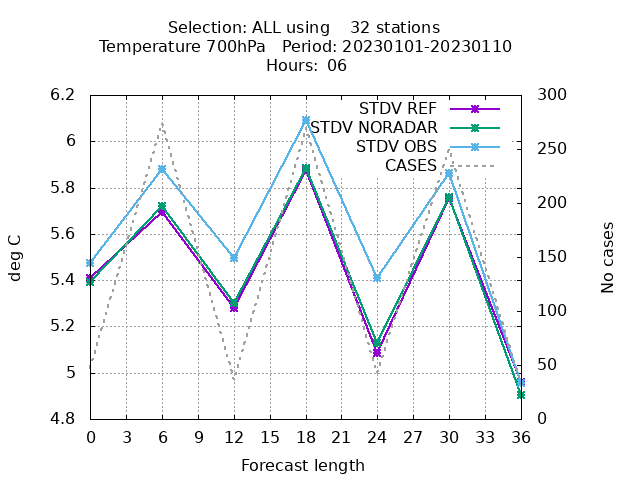 Selection: ALL using 32 stations
Temperature 700hPa Period: 20230101-20230110
Hours: 06
STDV REF
STDV NORADAR
STDV OBS
CASES
deg C
6.2
6
5.8
5.6
5.4
5.2
5
4.8
300
250
200
150
100
50
0
No cases
0 3 6 9 12 15 18 21 24 27 30 33 36
Forecast length